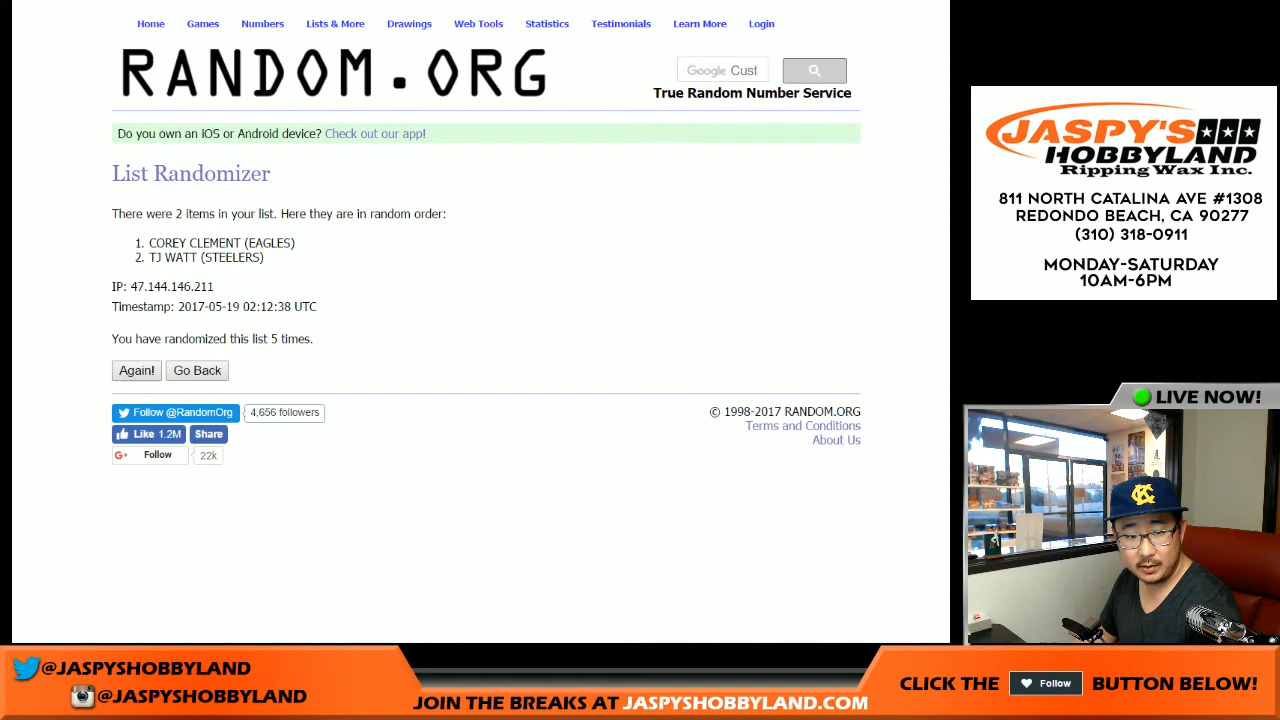 Home Games Numbers Lists & More Drawings Web Tools Statistics Testimonials Learn More Login
RANDOM.ORG
Google Cust
True Random Number Service
Do you own an iOS or Android device? Check out our app!
List Randomizer
There were 2 items in your list. Here they are in random order:
1. COREY CLEMENT (EAGLES)
2. TJ WATT (STEELERS)
IP: 47.144.146.211
Timestamp: 2017-05-19 02:12:38 UTC
You have randomized this list 5 times.
Again! Go Back
Follow @RandomOrg 4,656 followers
Like 1.2M Share
G+ Follow 22k
© 1998-2017 RANDOM.ORG
Terms and Conditions
About Us
JASPY'S
HOBBYLAND
Ripping Wax Inc.
811 NORTH CATALINA AVE #1308
REDONDO BEACH, CA 90277
(310) 318-0911
MONDAY-SATURDAY
10AM-6PM
LIVE NOW!
KC
@JASPYSHOBBYLAND
@JASPYSHOBBYLAND
JOIN THE BREAKS AT JASPYSHOBBYLAND.COM
CLICK THE Follow BUTTON BELOW!